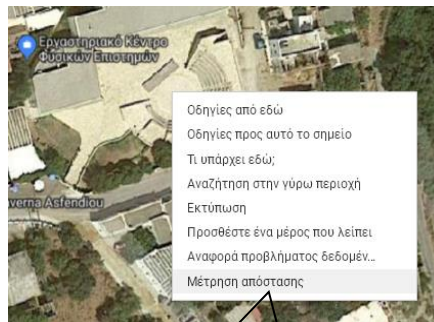 Εργαστηριακό Κέντρο
Φυσικών Επιστημών
Οδηγίες από εδώ
Οδηγίες προς αυτό το σημείο
Τι υπάρχει εδώ;
Αναζήτηση στην γύρω περιοχή
Εκτύπωση
Προσθέστε ένα μέρος που λείπει
Αναφορά προβλήματος δεδομέν...
Μέτρηση απόστασης
verna Asfendiou